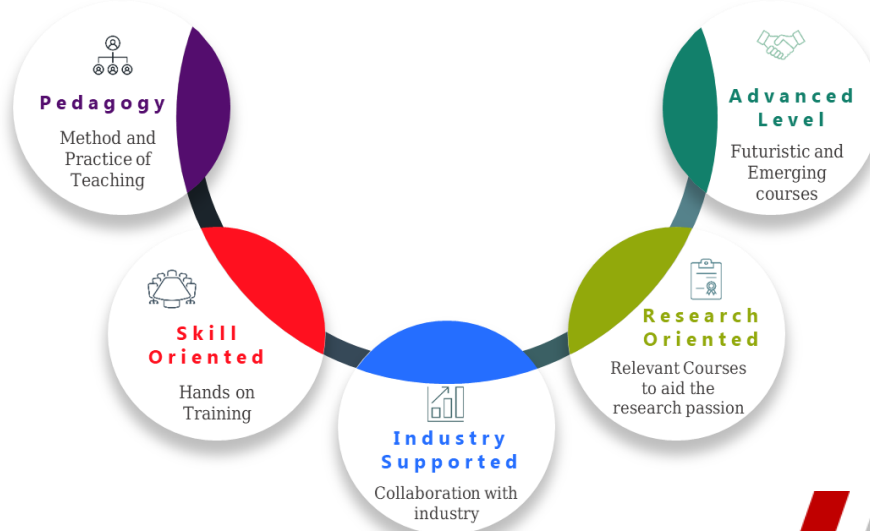 Pedagogy
Method and
Practice of
Teaching
Skill
Oriented
Hands on
Training
Industry
Supported
Collaboration with
industry
Research
Oriented
Relevant Courses
to aid the
research passion
Advanced
Level
Futuristic and
Emerging
courses